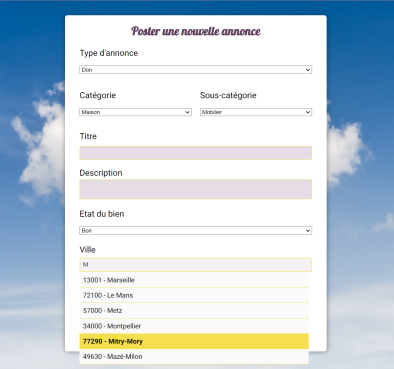 Poster une nouvelle annonce
Type d'annonce
Don
Catégorie Sous-catégorie
Maison Mobilier
Titre
Description
Etat du bien
Bon
Ville
M
13001 - Marseille
72100 - Le Mans
57000 - Metz
34000 - Montpellier
77290 - Mitry-Mory
49630 - Mazé-Milon